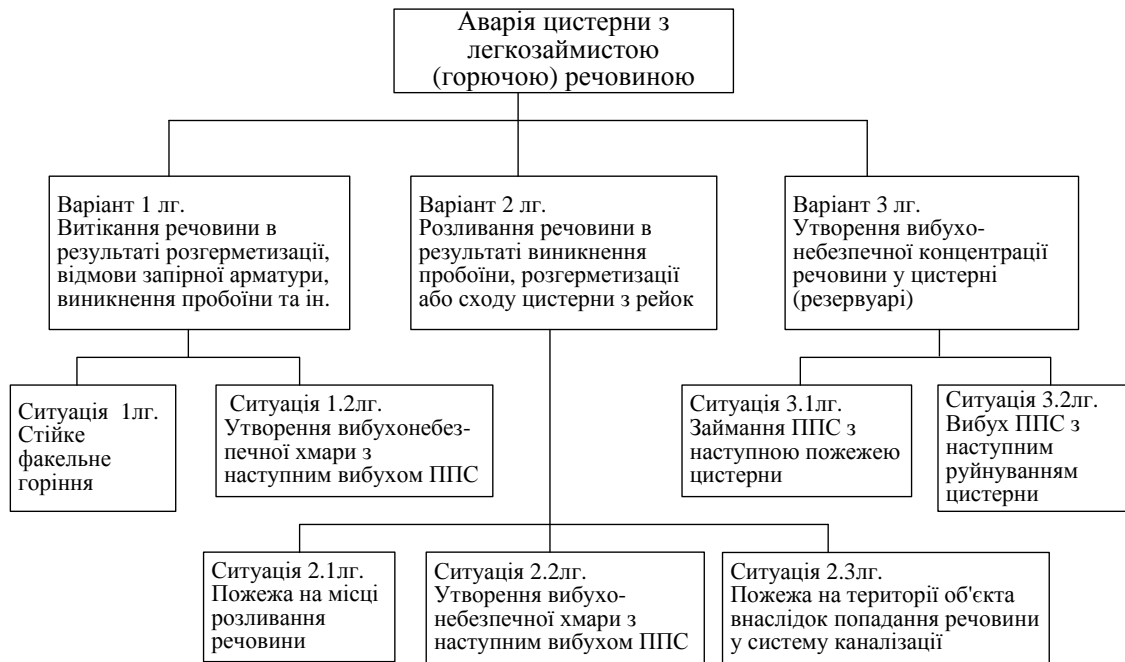 Аварія цистерни з
легкозаймистою
(горючою) речовиною
Варіант 1 лг.
Витікання речовини в
результаті розгерметизації,
відмови запірної арматури,
виникнення пробоїни та ін.
Варіант 2 лг.
Розливання речовини в
результаті виникнення
пробоїни, розгерметизації
або сходу цистерни з рейок
Варіант 3 лг.
Утворення вибухо-
небезпечної концентрації
речовини у цистерні
(резервуарі)
Ситуація 1лг.
Стійке
факельне
горіння
Ситуація 1.2лг.
Утворення вибухонебез-
печної хмари з
наступним вибухом ППС
Ситуація 3.1лг.
Займання ППС з
наступною пожежею
цистерни
Ситуація 3.2лг.
Вибух ППС з
наступним
руйнуванням
цистерни
Ситуація 2.1лг.
Пожежа на місці
розливання
речовини
Ситуація 2.2лг.
Утворення вибухо-
небезпечної хмари з
наступним вибухом ППС
Ситуація 2.3лг.
Пожежа на території об'єкта
внаслідок попадання речовини
у систему каналізації